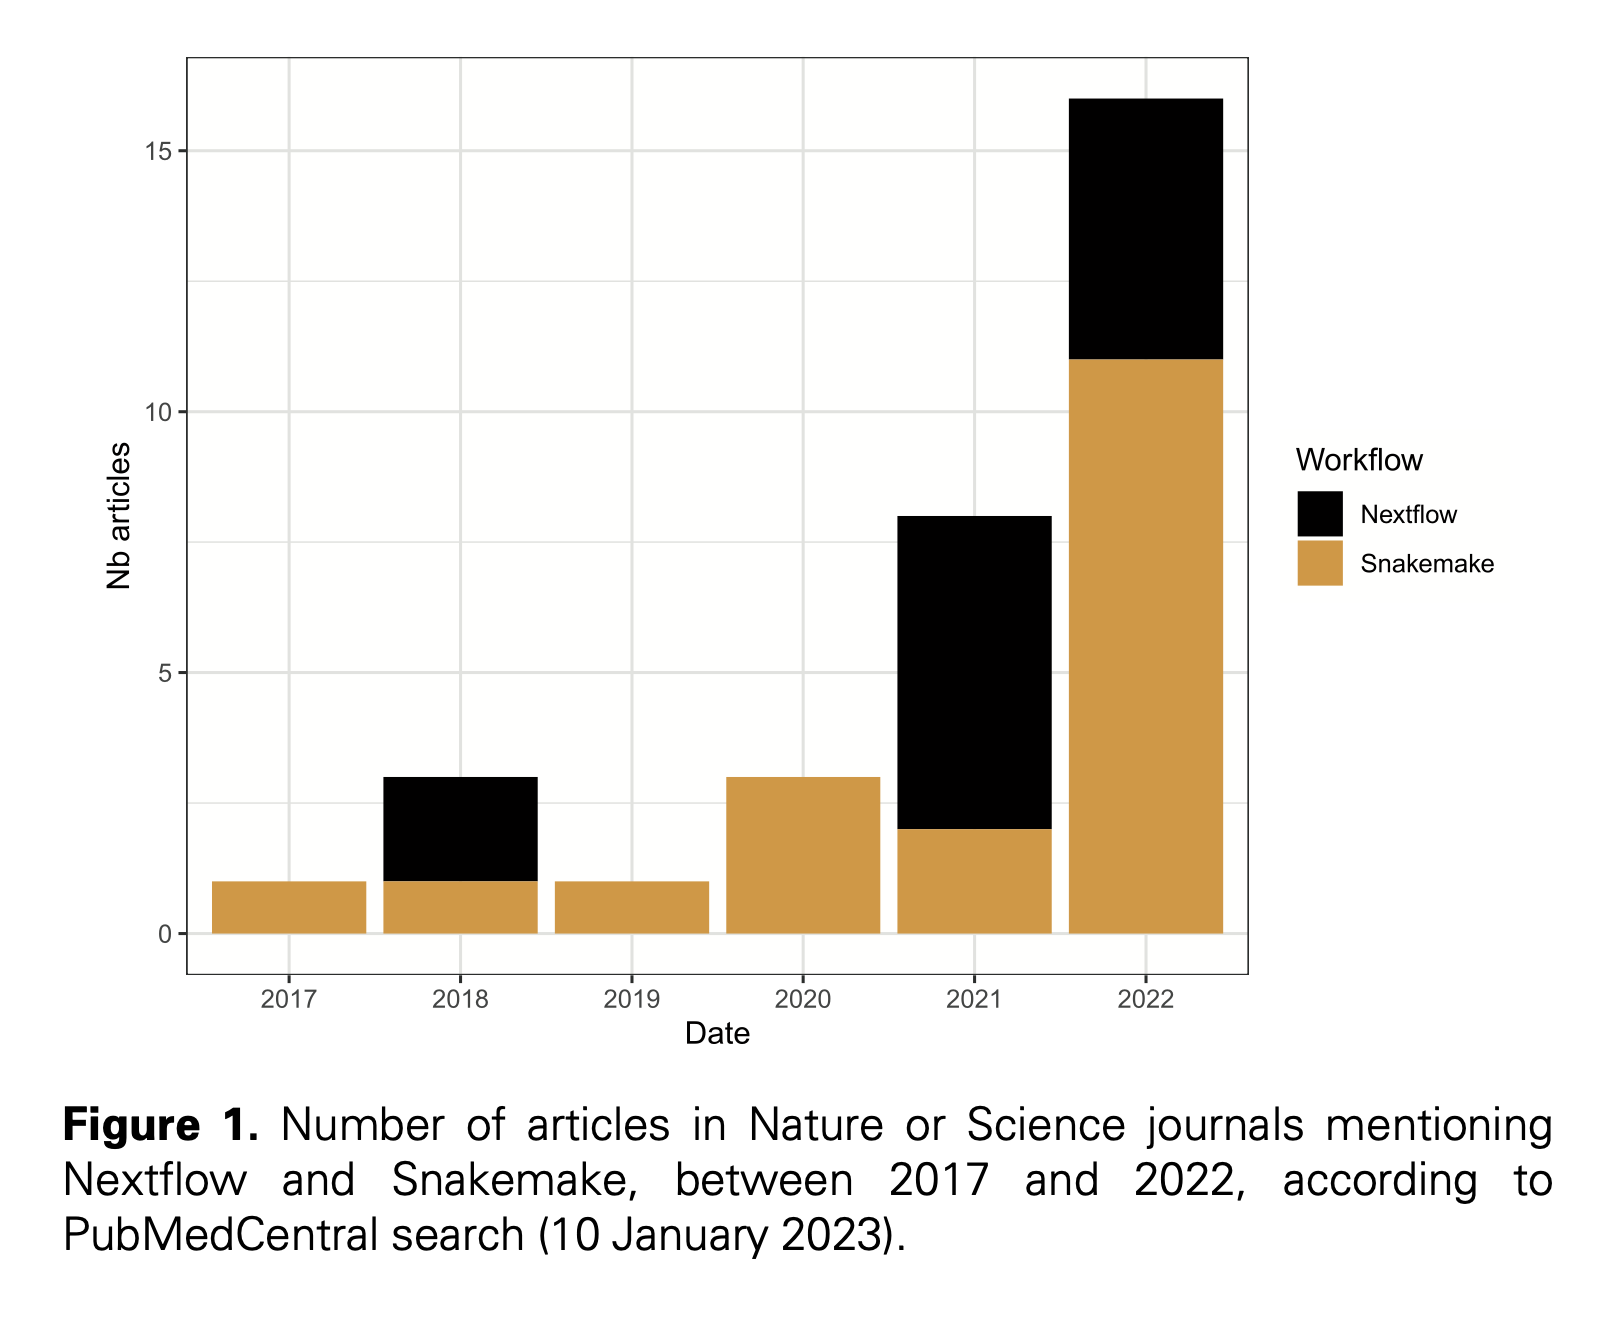 15
10
5
0
Nb articles
2017 2018 2019 2020 2021 2022
Date
Workflow
Nextflow
Snakemake
Figure 1. Number of articles in Nature or Science journals mentioning
Nextflow and Snakemake, between 2017 and 2022, according to
PubMedCentral search (10 January 2023).